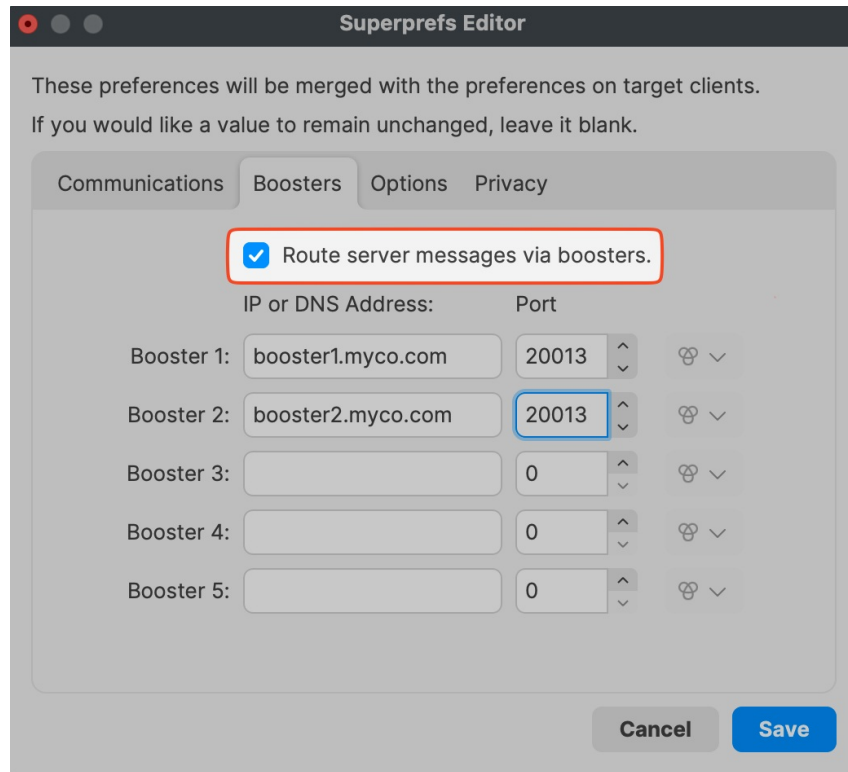 Superprefs Editor
These preferences will be merged with the preferences on target clients.
If you would like a value to remain unchanged, leave it blank.
Communications Boosters Options Privacy
Route server messages via boosters.
IP or DNS Address: Port
Booster 1: booster1.myco.com 20013
Booster 2: booster2.myco.com 20013
Booster 3: 0
Booster 4: 0
Booster 5: 0
Cancel Save